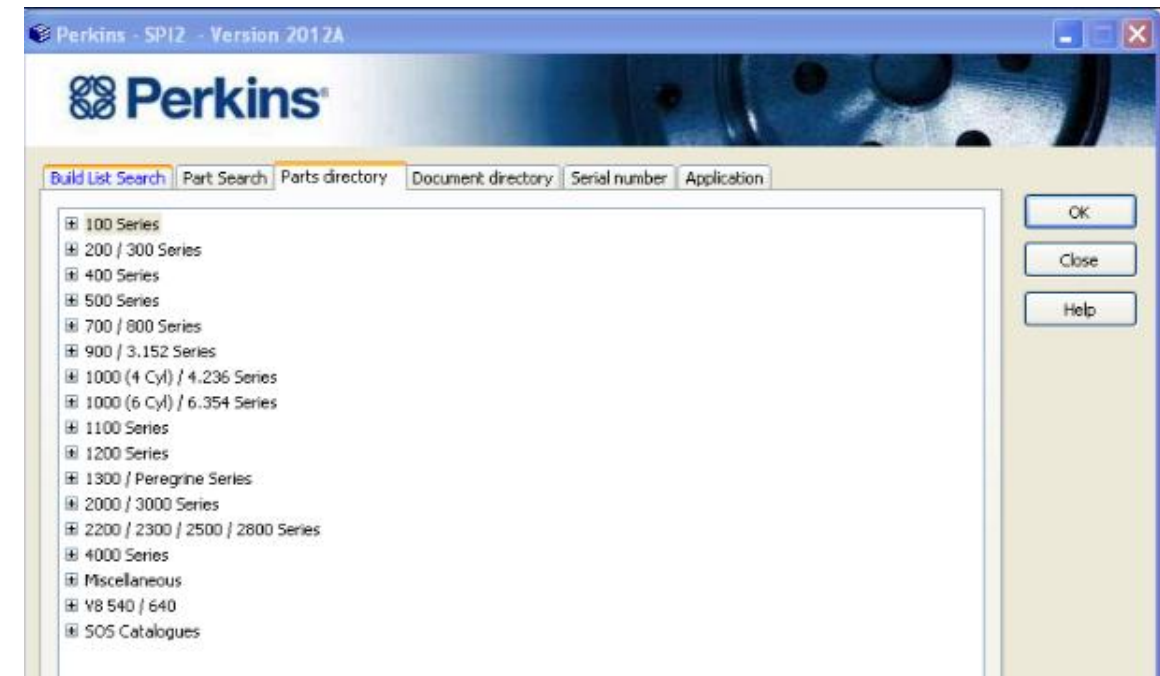 Perkins - SPI2 - Version 2012A
Perkins®
Build List Search Part Search Parts directory Document directory Serial number Application
100 Series
200 / 300 Series
400 Series
500 Series
700 / 800 Series
900 / 3.152 Series
1000 (4 Cyl) / 4.236 Series
1000 (6 Cyl) / 6.354 Series
1100 Series
1200 Series
1300 / Peregrine Series
2000 / 3000 Series
2200 / 2300 / 2500 / 2800 Series
4000 Series
Miscellaneous
V8 540 / 640
SOS Catalogues
OK
Close
Help